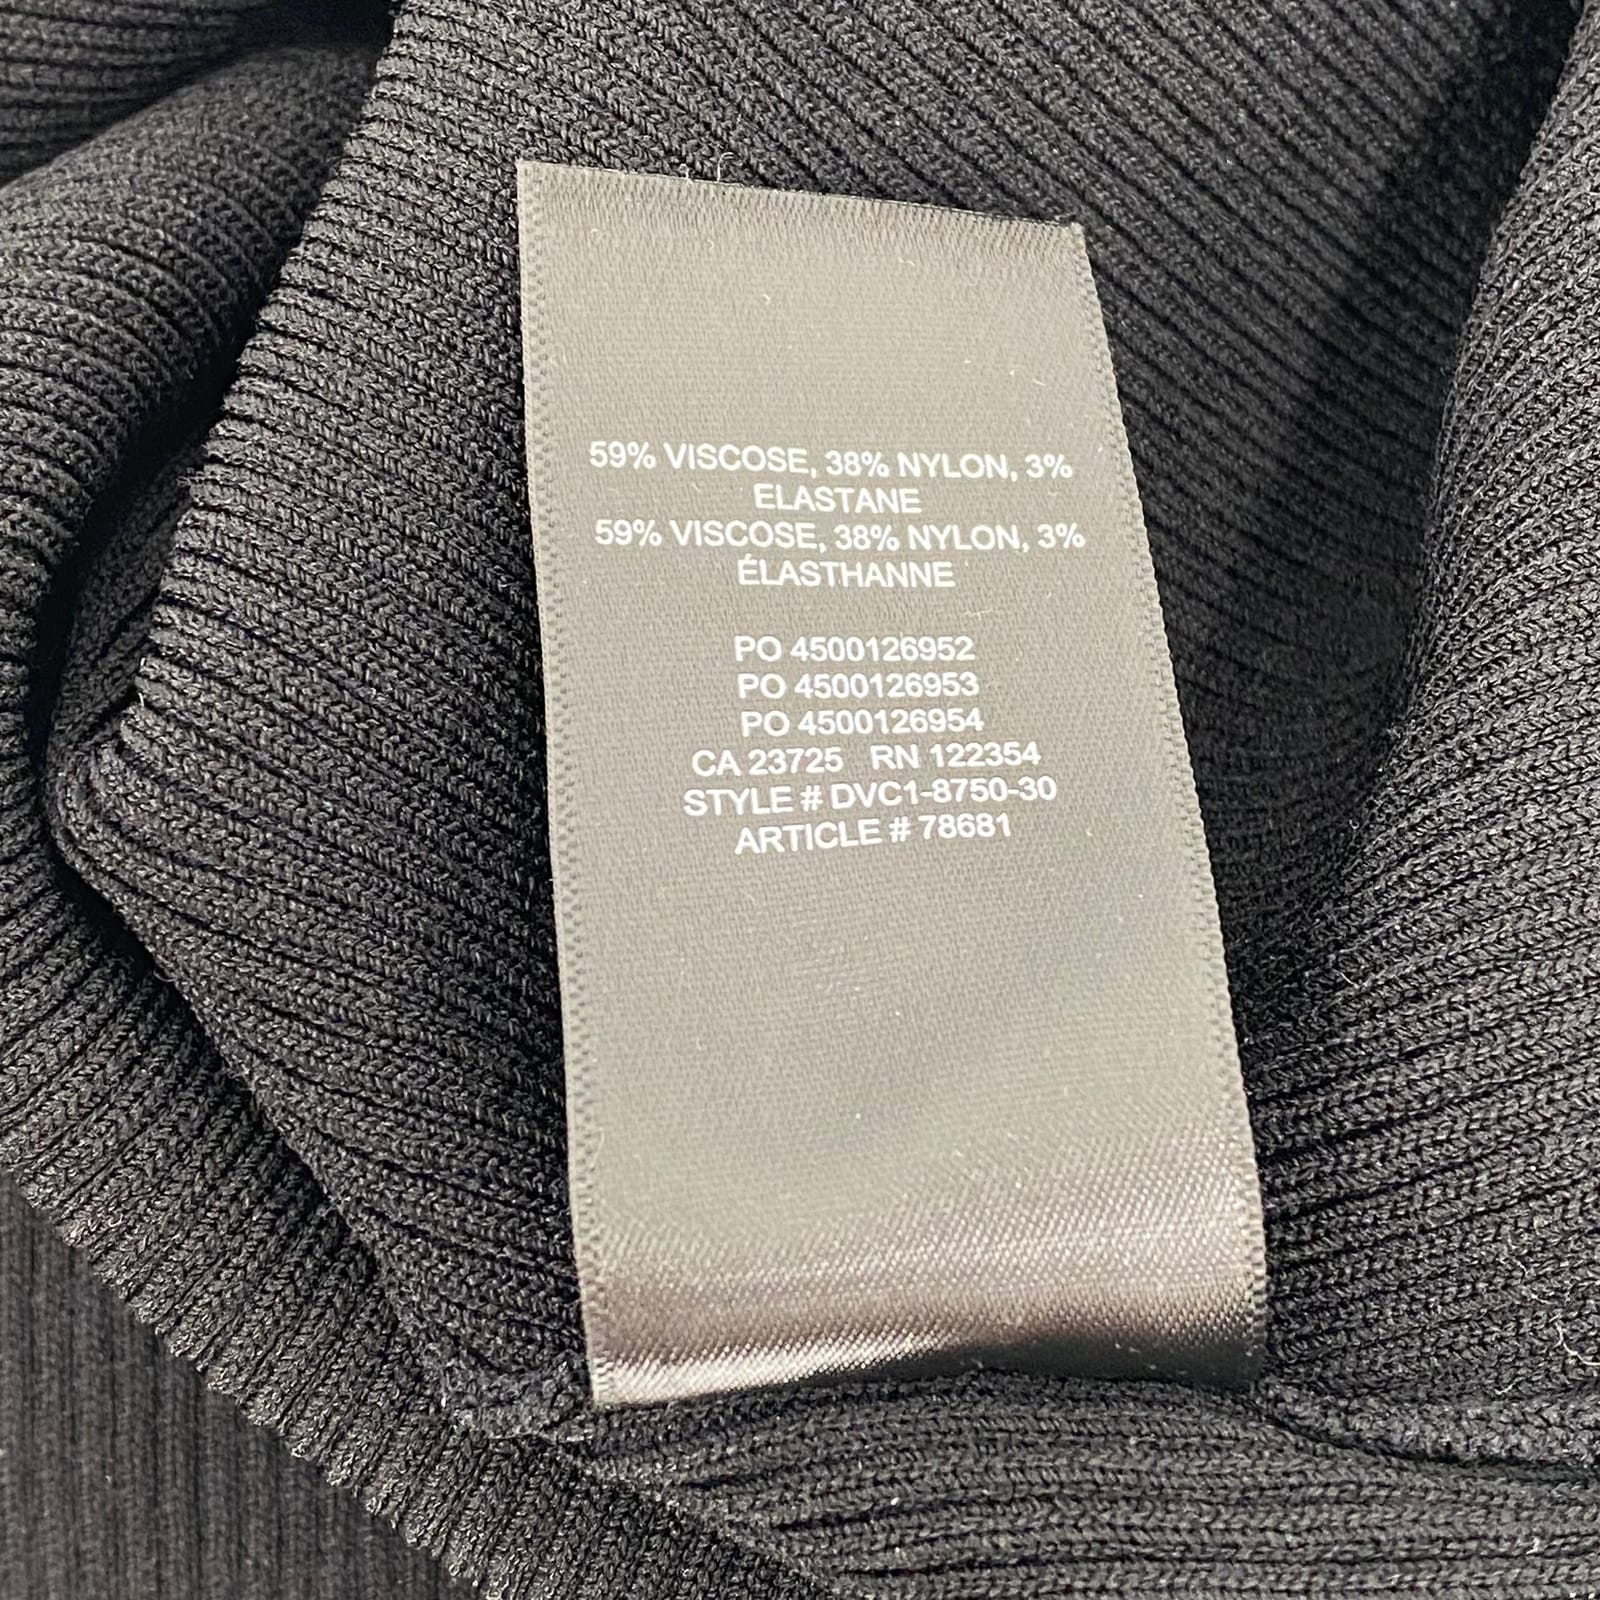 59% VISCOSE, 38% NYLON, 3%
ELASTANE
59% VISCOSE, 38% NYLON, 3%
ÉLASTHANNE
PO 4500126952
PO 4500126953
PO 4500126954
CA 23725 RN 122354
STYLE # DVC1-8750-30
ARTICLE # 78681